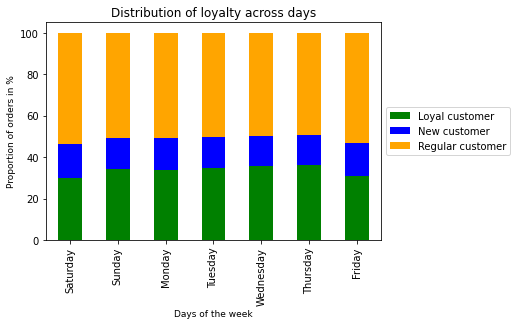 Distribution of loyalty across days
Proportion of orders in %
100
80
60
40
20
0
Saturday
Sunday
Monday
Tuesday
Wednesday
Thursday
Friday
Days of the week
Loyal customer
New customer
Regular customer